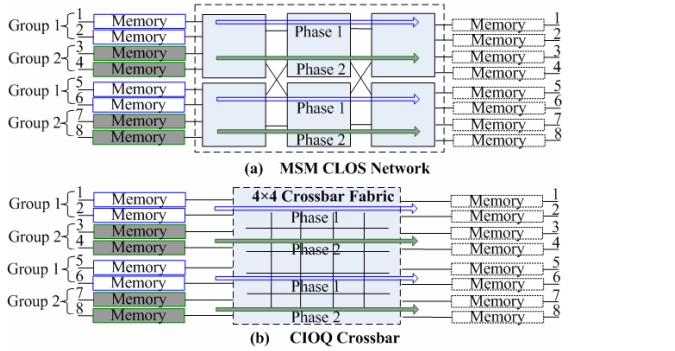 Group 1 1 Memory Memory 1
2 Memory Phase 1 Memory 2
Group 2 3 Memory Memory 3
4 Memory Phase 2 Memory 4
Group 1 5 Memory Memory 5
6 Memory Phase 1 Memory 6
Group 2 7 Memory Memory 7
8 Memory Phase 2 Memory 8
(a) MSM CLOS Network
Group 1 1 Memory 4×4 Crossbar Fabric Memory 1
2 Memory Phase 1 Memory 2
Group 2 3 Memory Memory 3
4 Memory Phase 2 Memory 4
Group 1 5 Memory Memory 5
6 Memory Phase 1 Memory 6
Group 2 7 Memory Memory 7
8 Memory Phase 2 Memory 8
(b) CIOQ Crossbar